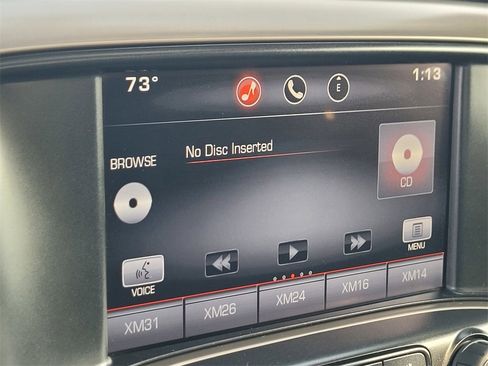 73° E 1:13
No Disc Inserted
BROWSE
CD
VOICE MENU
XM31 XM26 XM24 XM16 XM14